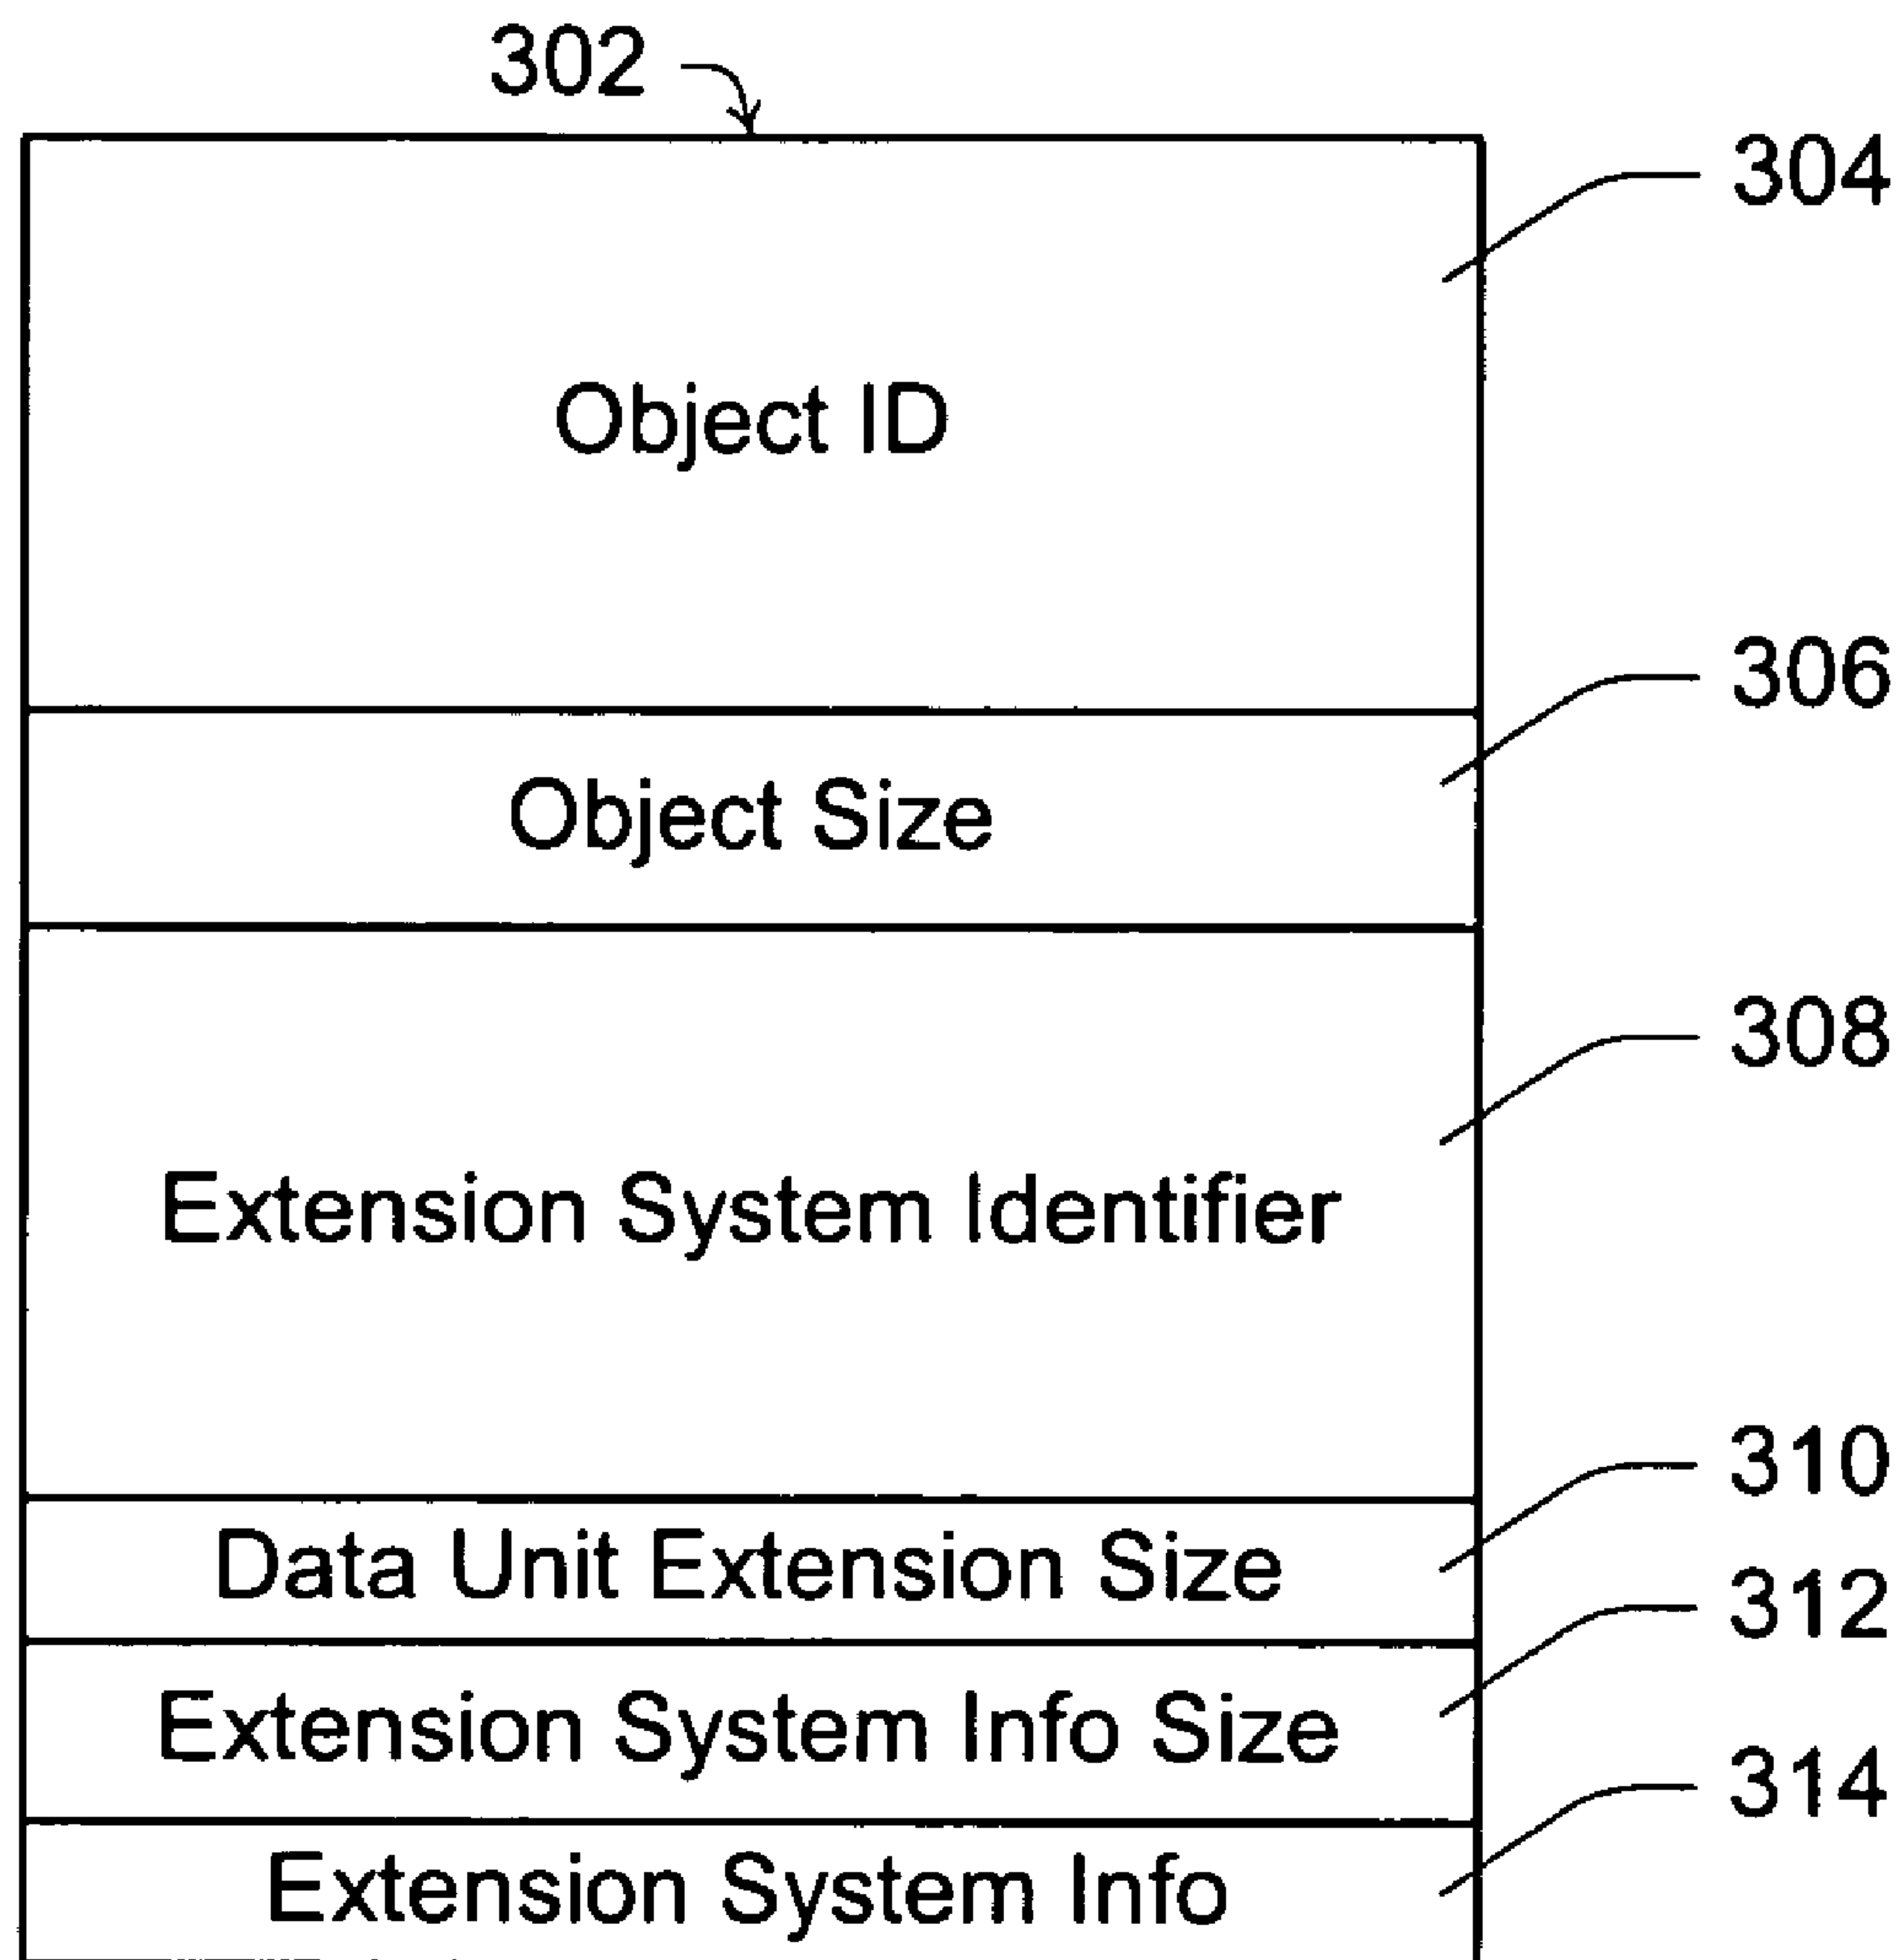 302
304
Object ID
306
Object Size
308
Extension System Identifier
310
Data Unit Extension Size
312
Extension System Info Size
314
Extension System Info